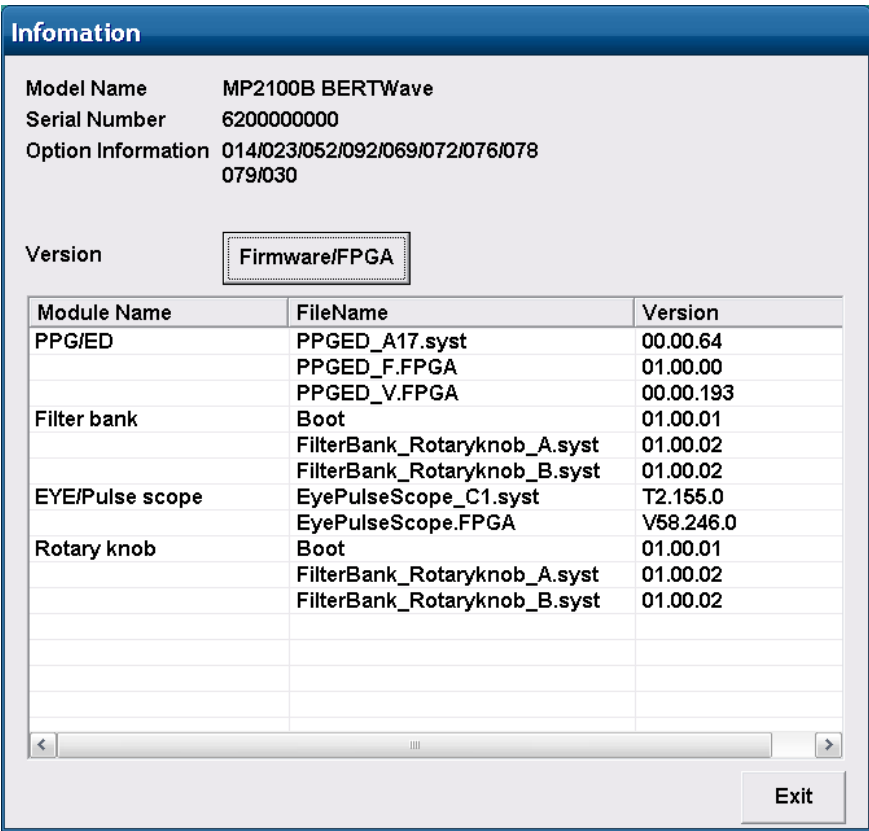 Infomation
Model Name MP2100B BERTWave
Serial Number 6200000000
Option Information 014/023/052/092/069/072/076/078
079/030
Version Firmware/FPGA
Module Name FileName Version
PPG/ED PPGED_A17.syst 00.00.64
PPGED_F.FPGA 01.00.00
PPGED_V.FPGA 00.00.193
Filter bank Boot 01.00.01
FilterBank_Rotaryknob_A.syst 01.00.02
FilterBank_Rotaryknob_B.syst 01.00.02
EYE/Pulse scope EyePulseScope_C1.syst T2.155.0
EyePulseScope.FPGA V58.246.0
Rotary knob Boot 01.00.01
FilterBank_Rotaryknob_A.syst 01.00.02
FilterBank_Rotaryknob_B.syst 01.00.02
Exit